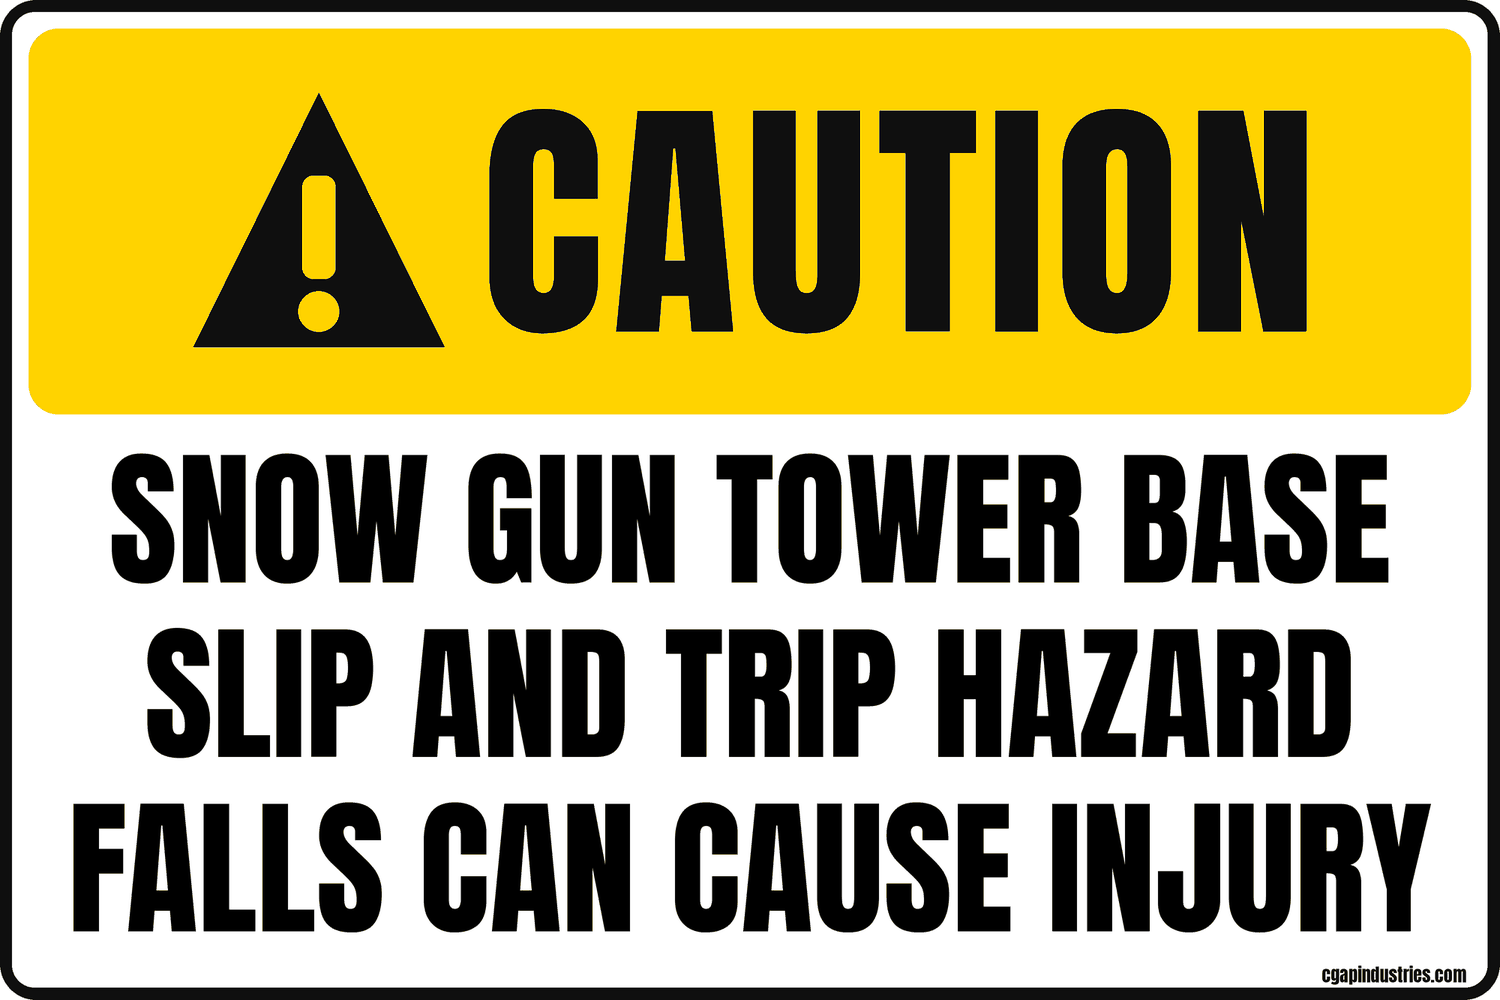 CAUTION
SNOW GUN TOWER BASE
SLIP AND TRIP HAZARD
FALLS CAN CAUSE INJURY
cgapindustries.com